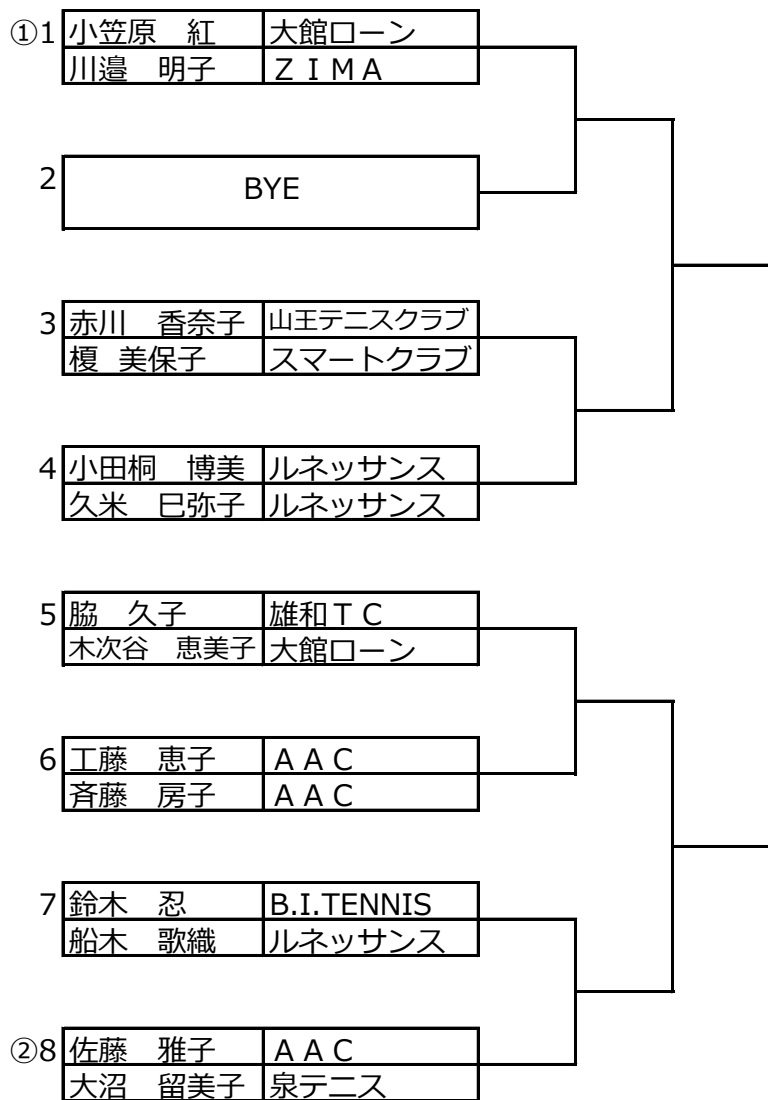 ①1 小笠原　紅 大館ローン
川邉　明子 ＺＩＭＡ
2 BYE
3 赤川　香奈子 山王テニスクラブ
榎 美保子 スマートクラブ
4 小田桐　博美 ルネッサンス
久米　巳弥子 ルネッサンス
5 脇　久子 雄和ＴＣ
木次谷　恵美子 大館ローン
6 工藤　恵子 ＡＡＣ
斉藤　房子 ＡＡＣ
7 鈴木　忍 B.I.TENNIS
船木　歌織 ルネッサンス
②8 佐藤　雅子 ＡＡＣ
大沼　留美子 泉テニス